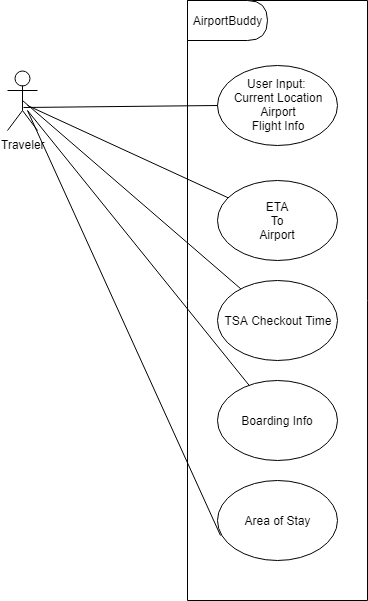 AirportBuddy
User Input:
Current Location
Airport
Flight Info
Traveler
ETA
To
Airport
TSA Checkout Time
Boarding Info
Area of Stay